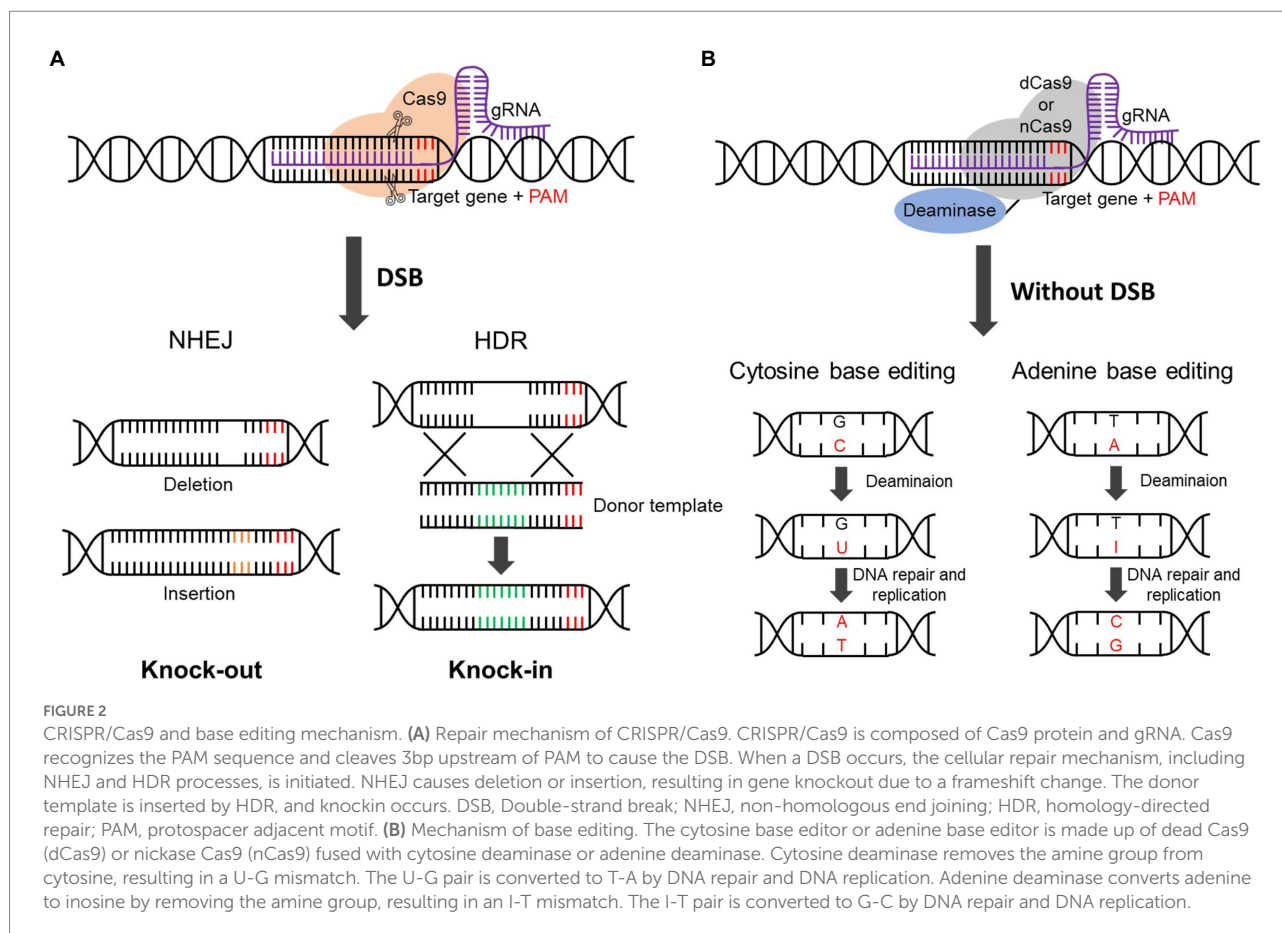 A
Cas9
gRNA
Target gene + PAM
DSB
NHEJ
HDR
Deletion
Donor template
Insertion
Knock-out
Knock-in
B
dCas9
or
nCas9
gRNA
Deaminase
Target gene + PAM
Without DSB
Cytosine base editing
Adenine base editing
G
C
T
A
Deaminaion
Deaminaion
G
U
T
I
DNA repair and
replication
DNA repair and
replication
A
T
C
G
FIGURE 2
CRISPR/Cas9 and base editing mechanism. (A) Repair mechanism of CRISPR/Cas9. CRISPR/Cas9 is composed of Cas9 protein and gRNA. Cas9
recognizes the PAM sequence and cleaves 3bp upstream of PAM to cause the DSB. When a DSB occurs, the cellular repair mechanism, including
NHEJ and HDR processes, is initiated. NHEJ causes deletion or insertion, resulting in gene knockout due to a frameshift change. The donor
template is inserted by HDR, and knockin occurs. DSB, Double-strand break; NHEJ, non-homologous end joining; HDR, homology-directed
repair; PAM, protospacer adjacent motif. (B) Mechanism of base editing. The cytosine base editor or adenine base editor is made up of dead Cas9
(dCas9) or nickase Cas9 (nCas9) fused with cytosine deaminase or adenine deaminase. Cytosine deaminase removes the amine group from
cytosine, resulting in a U-G mismatch. The U-G pair is converted to T-A by DNA repair and DNA replication. Adenine deaminase converts adenine
to inosine by removing the amine group, resulting in an I-T mismatch. The I-T pair is converted to G-C by DNA repair and DNA replication.